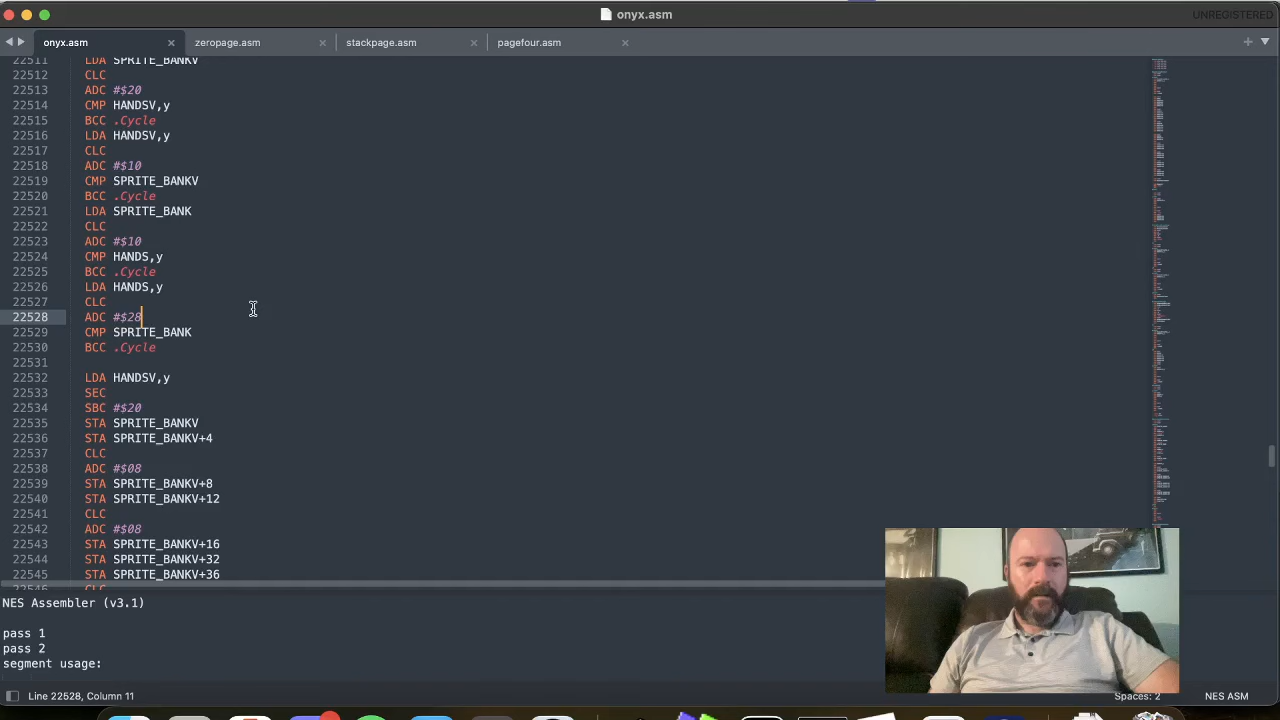 onyx.asm
UNREGISTERED
onyx.asm
zeropage.asm
stackpage.asm
pagefour.asm
22511 LDA SPRITE_BANKV
22512 CLC
22513 ADC #$20
22514 CMP HANDSV,y
22515 BCC .Cycle
22516 LDA HANDSV,y
22517 CLC
22518 ADC #$10
22519 CMP SPRITE_BANKV
22520 BCC .Cycle
22521 LDA SPRITE_BANK
22522 CLC
22523 ADC #$10
22524 CMP HANDS,y
22525 BCC .Cycle
22526 LDA HANDS,y
22527 CLC
22528 ADC #$28
22529 CMP SPRITE_BANK
22530 BCC .Cycle
22531
22532 LDA HANDSV,y
22533 SEC
22534 SBC #$20
22535 STA SPRITE_BANKV
22536 STA SPRITE_BANKV+4
22537 CLC
22538 ADC #$08
22539 STA SPRITE_BANKV+8
22540 STA SPRITE_BANKV+12
22541 CLC
22542 ADC #$08
22543 STA SPRITE_BANKV+16
22544 STA SPRITE_BANKV+32
22545 STA SPRITE_BANKV+36
22546 CLC
NES Assembler (v3.1)
pass 1
pass 2
segment usage:
Line 22528, Column 11
Spaces: 2
NES ASM